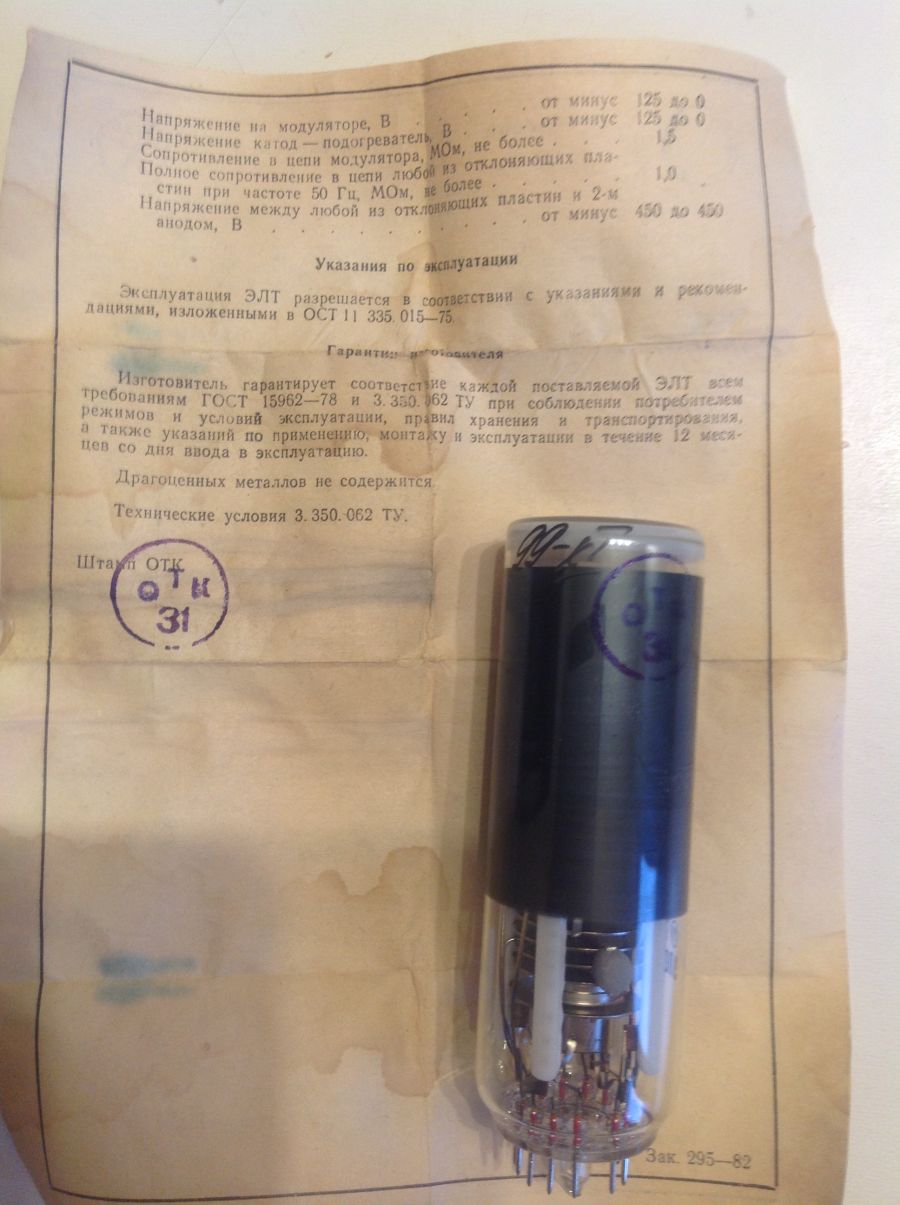 Напряжение на модуляторе, В . . . . . . от минус 125 до 0
Напряжение катод—подогреватель, В . . . . от минус 125 до 0
Сопротивление в цепи модулятора, МОм, не более . . . . 1,5
Полное сопротивление в цепи любой из отклоняющих пла-
стин при частоте 50 Гц, МОм, не более . . . . . . 1,0
Напряжение между любой из отклоняющих пластин и 2-м
анодом, В . . . . . . . . . . от минус 450 до 450
Указания по эксплуатации
Эксплуатация ЭЛТ разрешается в соответствии с указаниями и рекомен-
дациями, изложенными в ОСТ 11 335.015—75.
Гарантии изготовителя
Изготовитель гарантирует соответствие каждой поставляемой ЭЛТ всем
требованиям ГОСТ 15962—78 и 3.350.062 ТУ при соблюдении потребителем
режимов и условий эксплуатации, правил хранения и транспортирования,
а также указаний по применению, монтажу и эксплуатации в течение 12 меся-
цев со дня ввода в эксплуатацию.
Драгоценных металлов не содержится.
Технические условия 3.350.062 ТУ.
Штамп ОТК
ОТК
31
ОТК
3
Зак. 295—82